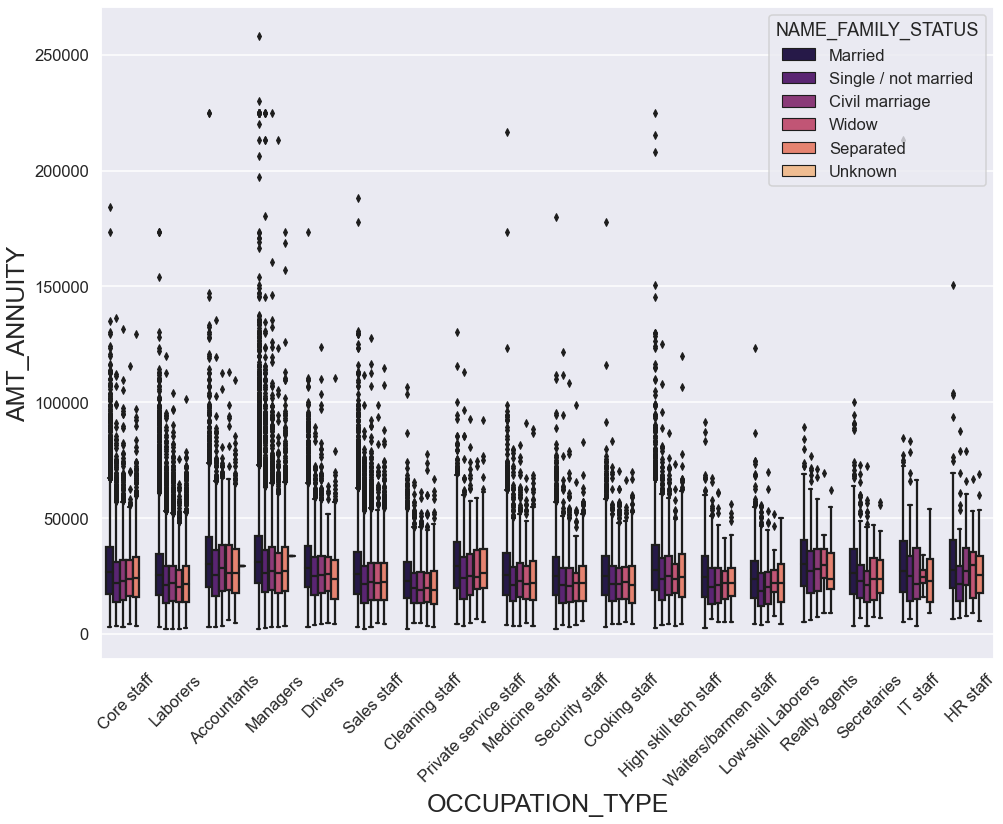 NAME_FAMILY_STATUS
Married
Single / not married
Civil marriage
Widow
Separated
Unknown
250000
200000
150000
100000
50000
0
AMT_ANNUITY
Core staff
Laborers
Accountants
Managers
Drivers
Sales staff
Cleaning staff
Private service staff
Medicine staff
Security staff
Cooking staff
High skill tech staff
Waiters/barmen staff
Low-skill Laborers
Realty agents
Secretaries
IT staff
HR staff
OCCUPATION_TYPE